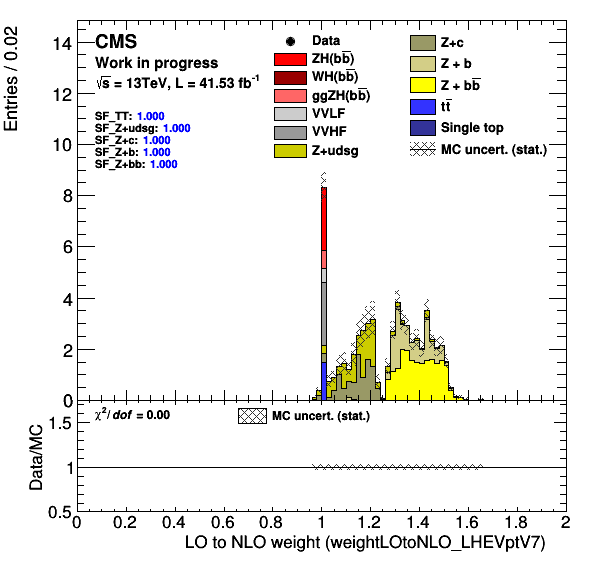 Entries / 0.02
14
12
10
8
6
4
2
0
CMS
Work in progress
√s = 13TeV, L = 41.53 fb⁻¹
SF_TT: 1.000
SF_Z+udsg: 1.000
SF_Z+c: 1.000
SF_Z+b: 1.000
SF_Z+bb: 1.000
Data
ZH(bb̅)
WH(bb̅)
ggZH(bb̅)
VVLF
VVHF
Z+udsg
Z+c
Z + b
Z + bb̅
tt̅
Single top
MC uncert. (stat.)
Data/MC
1.5
1
0.5
χ²/dof = 0.00
MC uncert. (stat.)
0 0.2 0.4 0.6 0.8 1 1.2 1.4 1.6 1.8 2
LO to NLO weight (weightLOtoNLO_LHEVptV7)